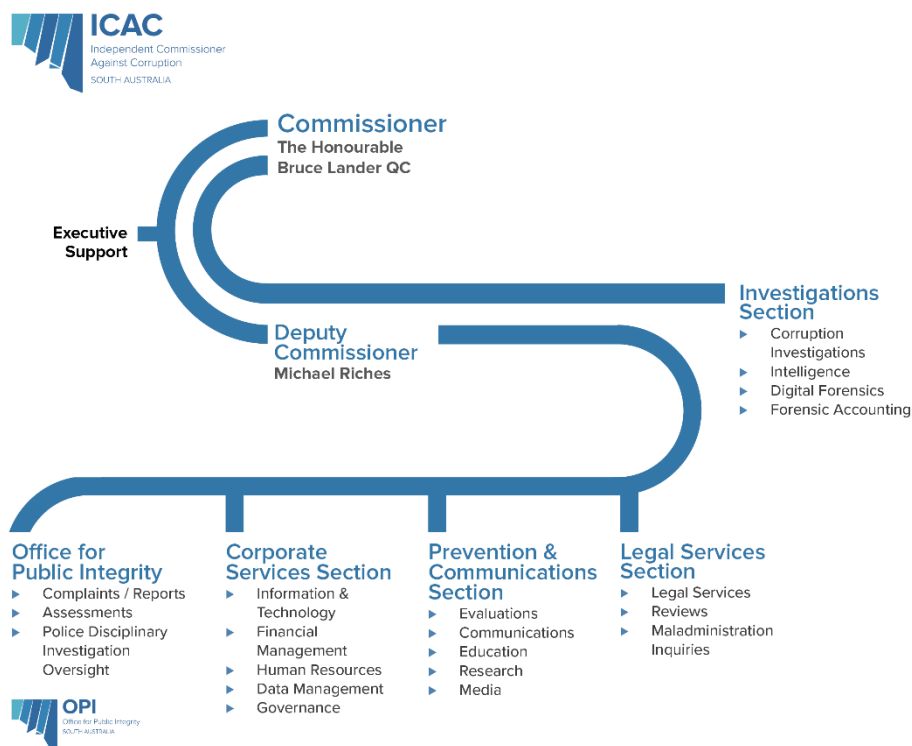 ICAC
Independent Commissioner
Against Corruption
SOUTH AUSTRALIA
Commissioner
The Honourable
Bruce Lander QC
Executive
Support
Investigations
Section
Corruption
Investigations
Intelligence
Digital Forensics
Forensic Accounting
Deputy
Commissioner
Michael Riches
Office for
Public Integrity
Complaints / Reports
Assessments
Police Disciplinary
Investigation
Oversight
Corporate
Services Section
Information &
Technology
Financial
Management
Human Resources
Data Management
Governance
Prevention &
Communications
Section
Evaluations
Communications
Education
Research
Media
Legal Services
Section
Legal Services
Reviews
Maladministration
Inquiries
OPI
Office for Public Integrity
SOUTH AUSTRALIA